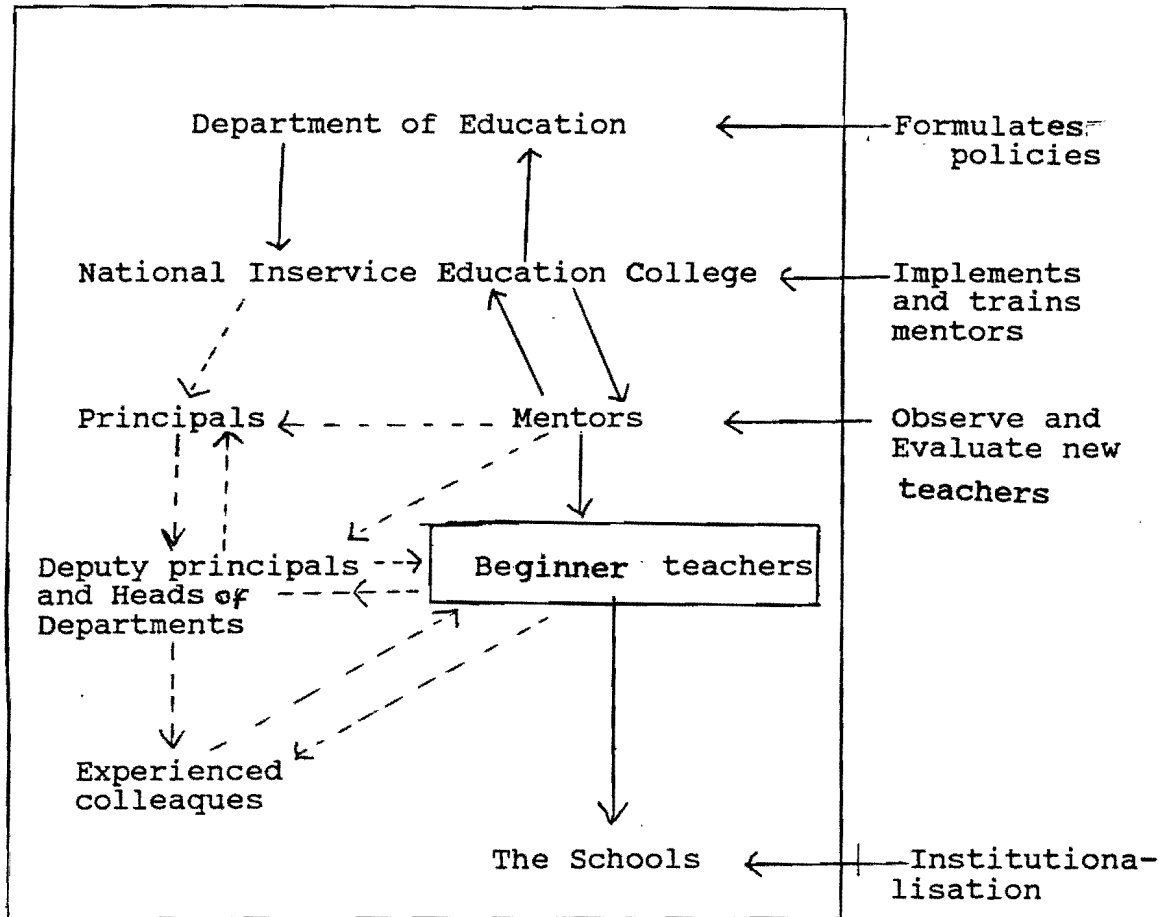 Department of Education
Formulates
policies
National Inservice Education College
Implements
and trains
mentors
Principals
Mentors
Observe and
Evaluate new
teachers
Deputy principals
and Heads of
Departments
Beginner teachers
Experienced
colleaques
The Schools
Institutiona-
lisation